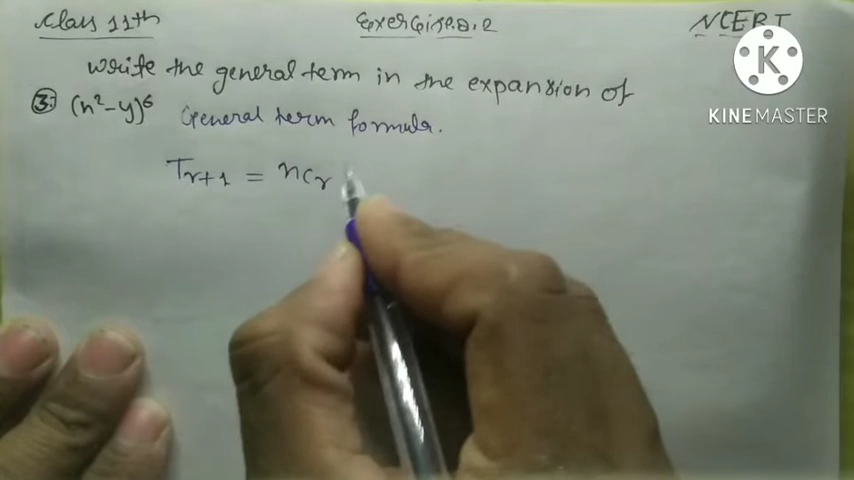 Class 11th Exercise 8.2 NCERT
K
KINEMASTER
Write the general term in the expansion of
3. (x²-y)⁶ General term formula.
Tr+1 = nCr